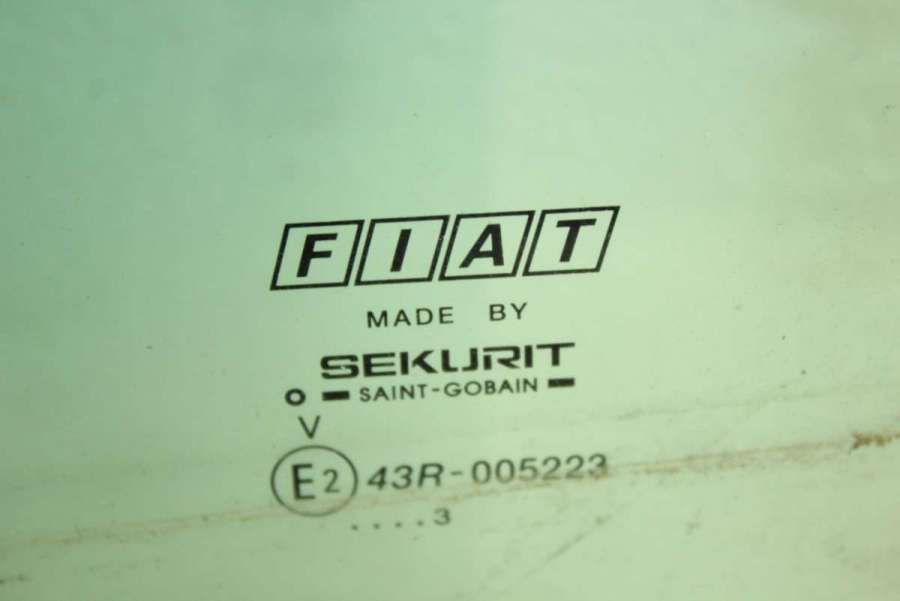 FIAT
MADE BY
SEKURIT
SAINT-GOBAIN
V
E2 43R-005223
....3